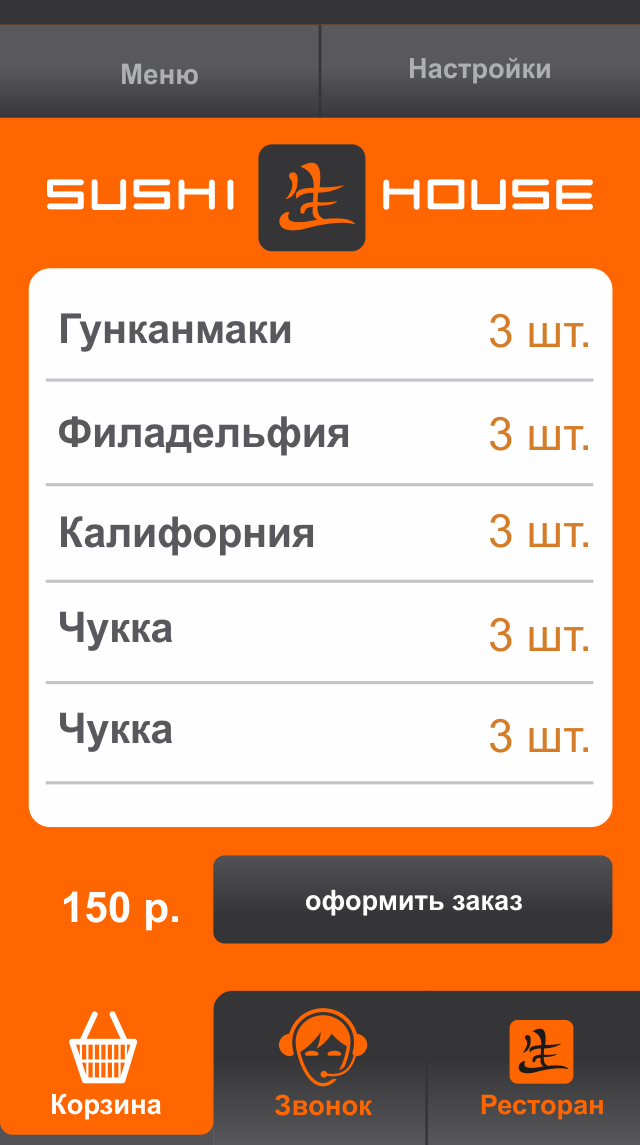 Меню Настройки
SUSHI 生 HOUSE
Гунканмаки 3 шт.
Филадельфия 3 шт.
Калифорния 3 шт.
Чукка 3 шт.
Чукка 3 шт.
150 р. оформить заказ
生
Корзина Звонок Ресторан